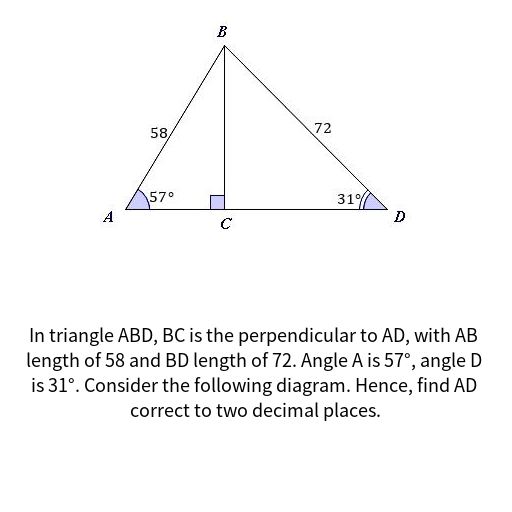 B
58
72
57°
31°
A
C
D
In triangle ABD, BC is the perpendicular to AD, with AB
length of 58 and BD length of 72. Angle A is 57°, angle D
is 31°. Consider the following diagram. Hence, find AD
correct to two decimal places.